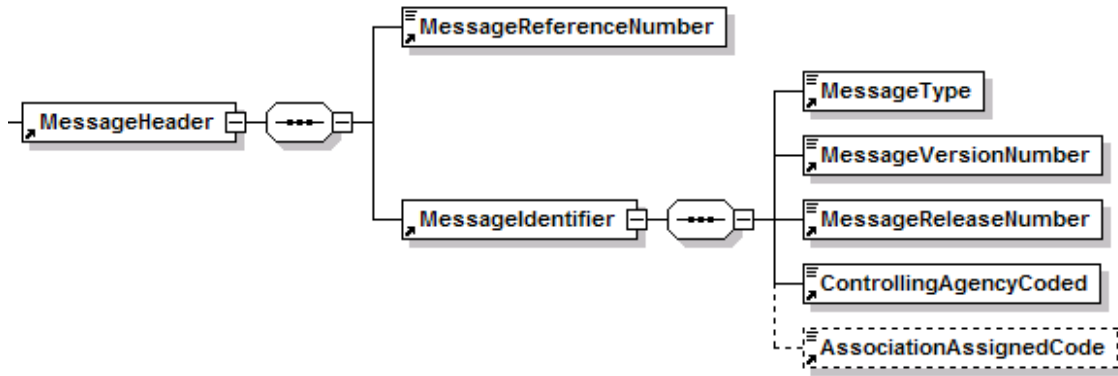 MessageReferenceNumber
MessageType
MessageHeader
MessageVersionNumber
MessageIdentifier
MessageReleaseNumber
ControllingAgencyCoded
AssociationAssignedCode